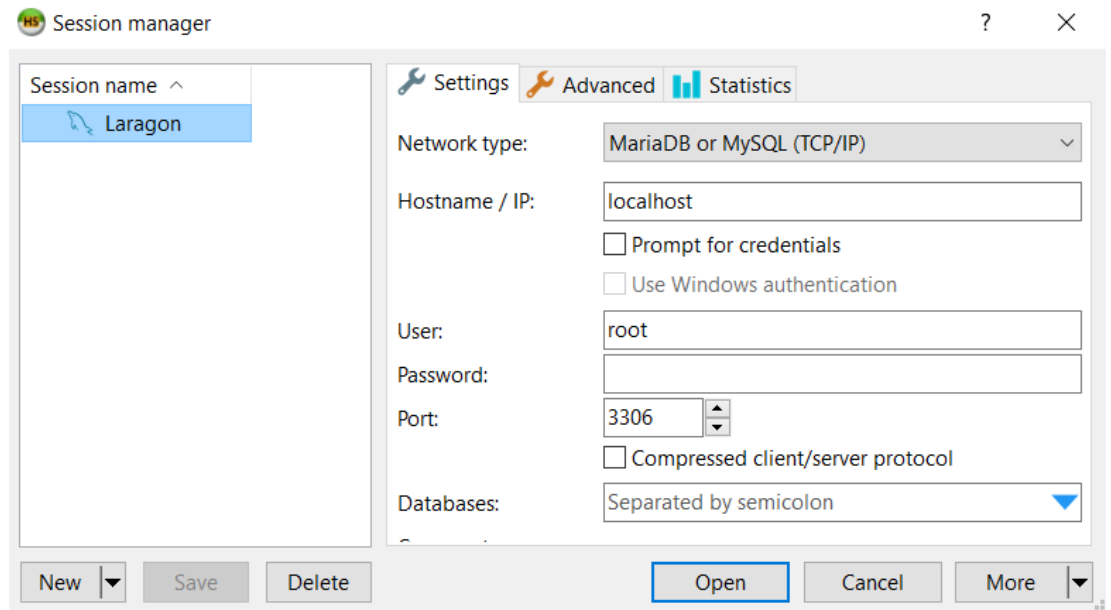 HS Session manager ?
Session name
Laragon
Settings Advanced Statistics
Network type: MariaDB or MySQL (TCP/IP)
Hostname / IP: localhost
Prompt for credentials
Use Windows authentication
User: root
Password:
Port: 3306
Compressed client/server protocol
Databases: Separated by semicolon
New Save Delete Open Cancel More